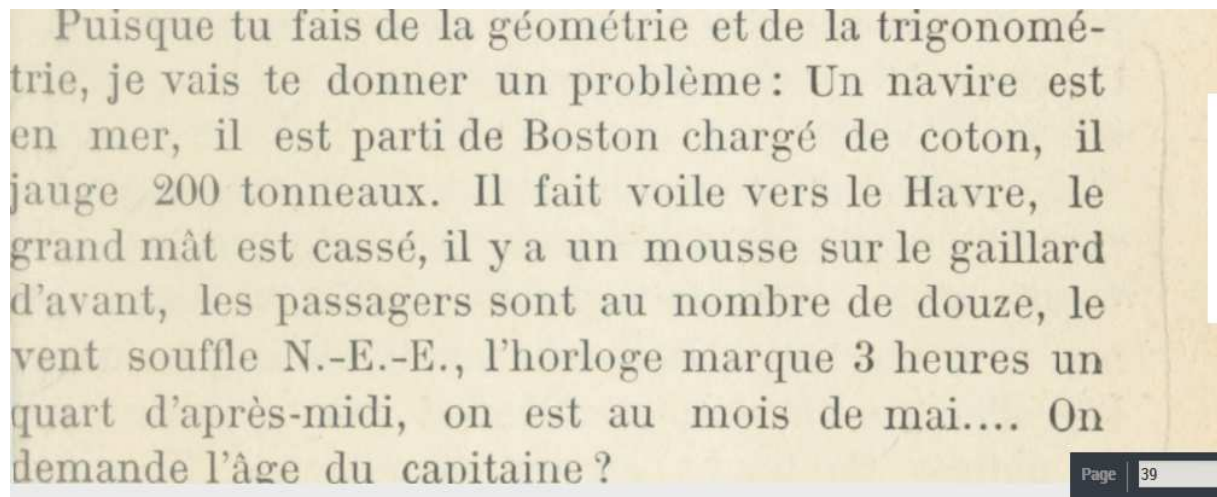 Puisque tu fais de la géométrie et de la trigonomé-
trie, je vais te donner un problème : Un navire est
en mer, il est parti de Boston chargé de coton, il
jauge 200 tonneaux. Il fait voile vers le Havre, le
grand mât est cassé, il y a un mousse sur le gaillard
d'avant, les passagers sont au nombre de douze, le
vent souffle N.-E.-E., l'horloge marque 3 heures un
quart d'après-midi, on est au mois de mai.... On
demande l'âge du capitaine ?
Page 39